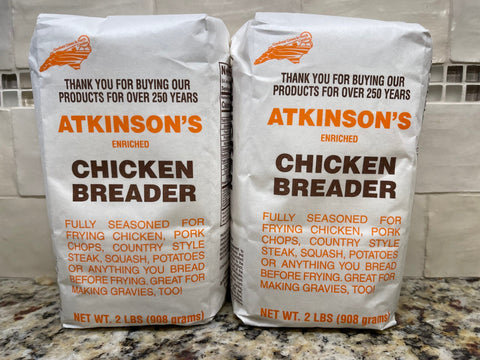 THANK YOU FOR BUYING OUR
PRODUCTS FOR OVER 250 YEARS
ATKINSON'S
ENRICHED
CHICKEN
BREADER
FULLY SEASONED FOR
FRYING CHICKEN, PORK
CHOPS, COUNTRY STYLE
STEAK, SQUASH, POTATOES
OR ANYTHING YOU BREAD
BEFORE FRYING. GREAT FOR
MAKING GRAVIES, TOO!
NET WT. 2 LBS (908 grams)
THANK YOU FOR BUYING OUR
PRODUCTS FOR OVER 250 YEARS
ATKINSON'S
ENRICHED
CHICKEN
BREADER
FULLY SEASONED FOR
FRYING CHICKEN, PORK
CHOPS, COUNTRY STYLE
STEAK, SQUASH, POTATOES
OR ANYTHING YOU BREAD
BEFORE FRYING. GREAT FOR
MAKING GRAVIES, TOO!
NET WT. 2 LBS (908 grams)